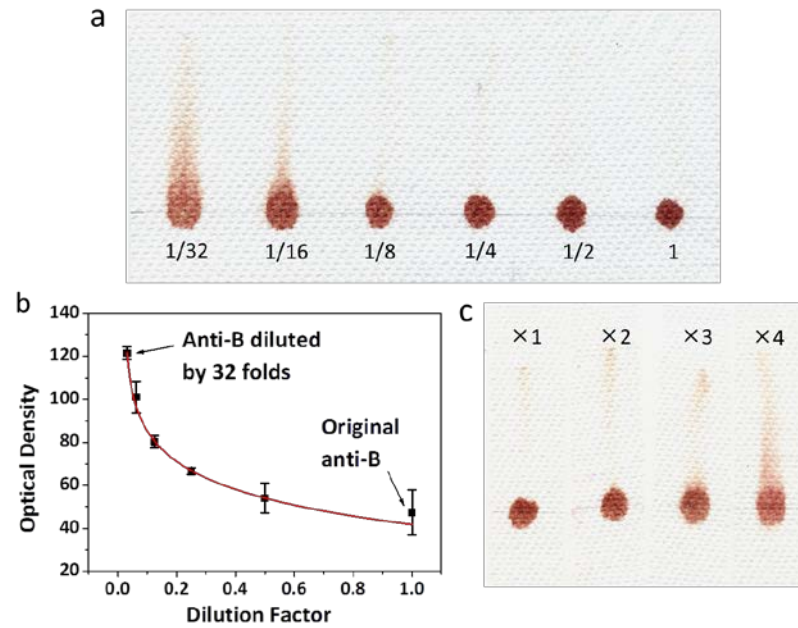 a
1/32 1/16 1/8 1/4 1/2 1
b
140
120
100
80
60
40
20
Optical Density
Anti-B diluted
by 32 folds
Original
anti-B
0.0 0.2 0.4 0.6 0.8 1.0
Dilution Factor
c
×1 ×2 ×3 ×4